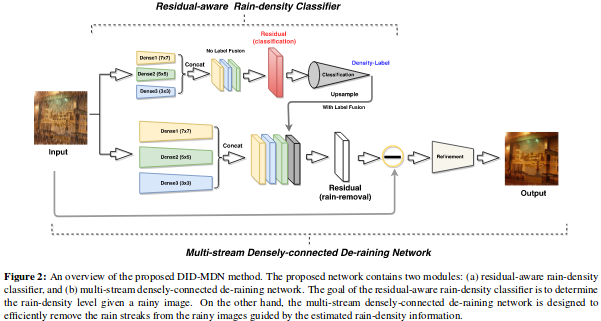 Residual-aware Rain-density Classifier
Residual
(classification)
No Label Fusion
Dense1 (7x7)
Concat
Density-Label
Dense2 (5x5)
Classification
Dense3 (3x3)
Upsample
With Label Fusion
Concat
Dense1 (7x7)
Input
Dense2 (5x5)
Refinement
Dense3 (3x3)
Residual
(rain-removal)
Output
Multi-stream Densely-connected De-raining Network
Figure 2: An overview of the proposed DID-MDN method. The proposed network contains two modules: (a) residual-aware rain-density
classifier, and (b) multi-stream densely-connected de-raining network. The goal of the residual-aware rain-density classifier is to determine
the rain-density level given a rainy image. On the other hand, the multi-stream densely-connected de-raining network is designed to
efficiently remove the rain streaks from the rainy images guided by the estimated rain-density information.